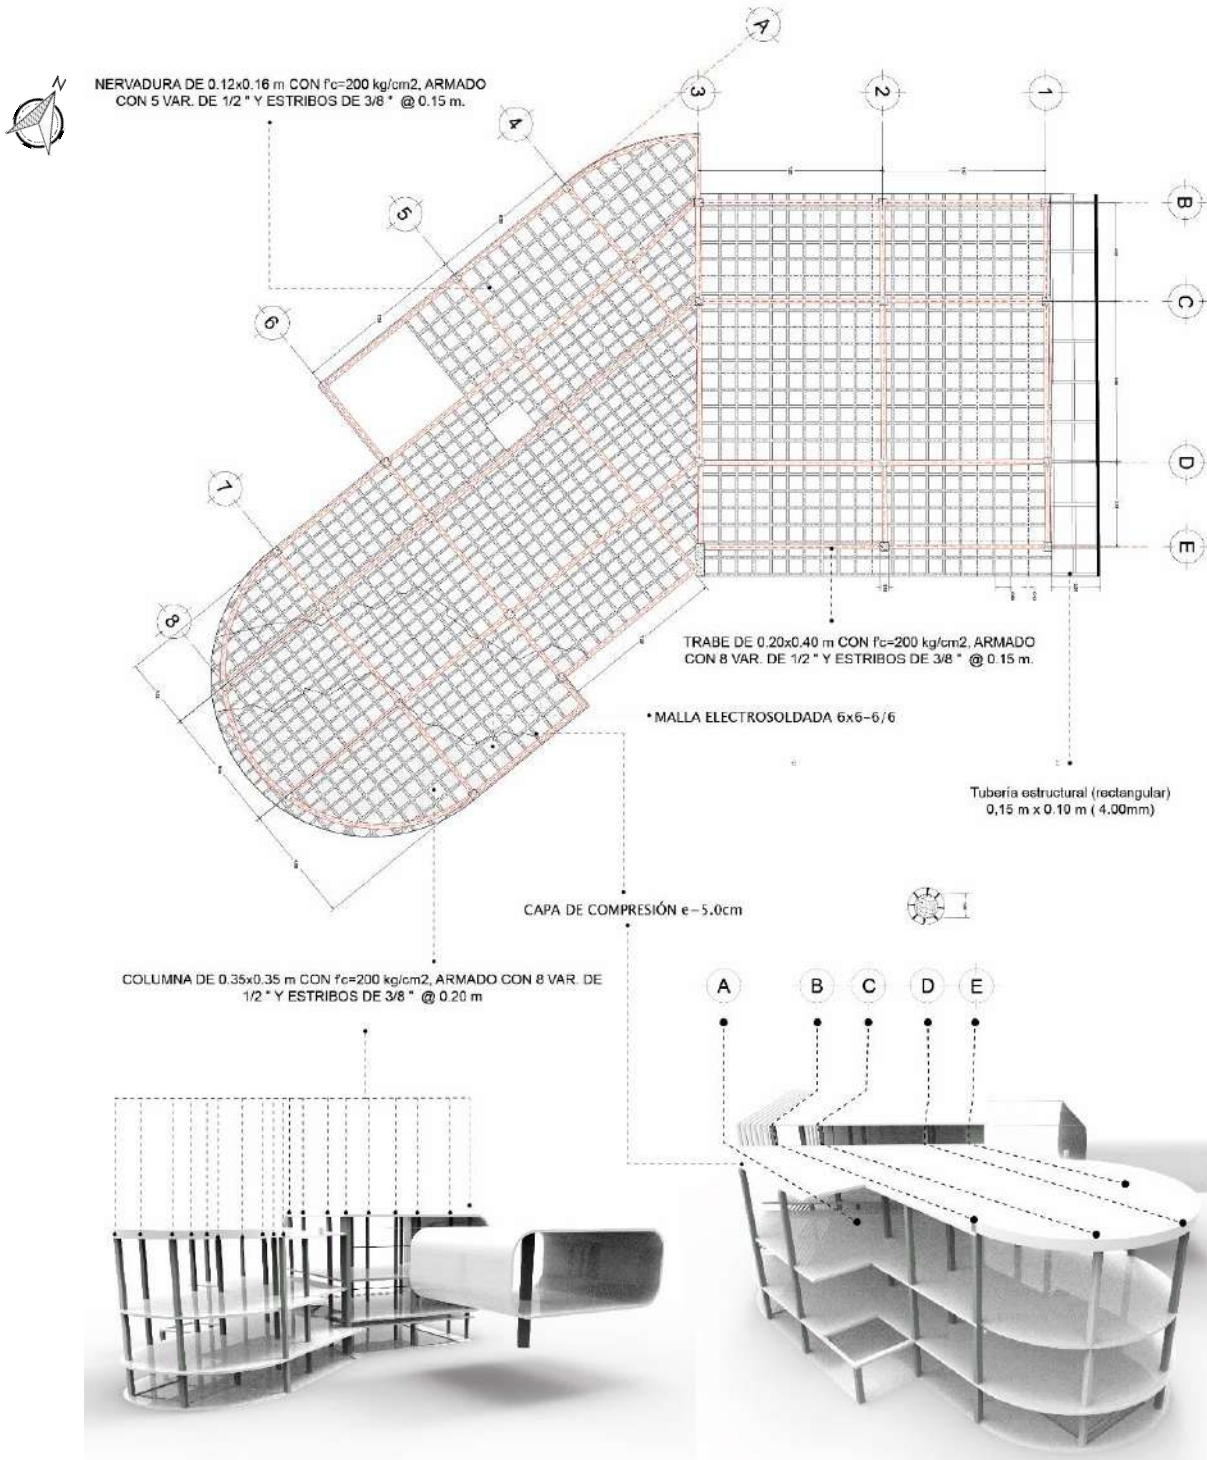 A
N
NERVADURA DE 0.12x0.16 m CON f'c=200 kg/cm2, ARMADO
CON 5 VAR. DE 1/2 " Y ESTRIBOS DE 3/8 " @ 0.15 m.
3
2
1
4
5
6
7
8
B
C
D
E
TRABE DE 0.20x0.40 m CON f'c=200 kg/cm2, ARMADO
CON 8 VAR. DE 1/2 " Y ESTRIBOS DE 3/8 " @ 0.15 m.
MALLA ELECTROSOLDADA 6x6-6/6
Tubería estructural (rectangular)
0,15 m x 0.10 m ( 4.00mm)
CAPA DE COMPRESIÓN e-5.0cm
COLUMNA DE 0.35x0.35 m CON f'c=200 kg/cm2, ARMADO CON 8 VAR. DE
1/2 " Y ESTRIBOS DE 3/8 " @ 0.20 m
A B C D E